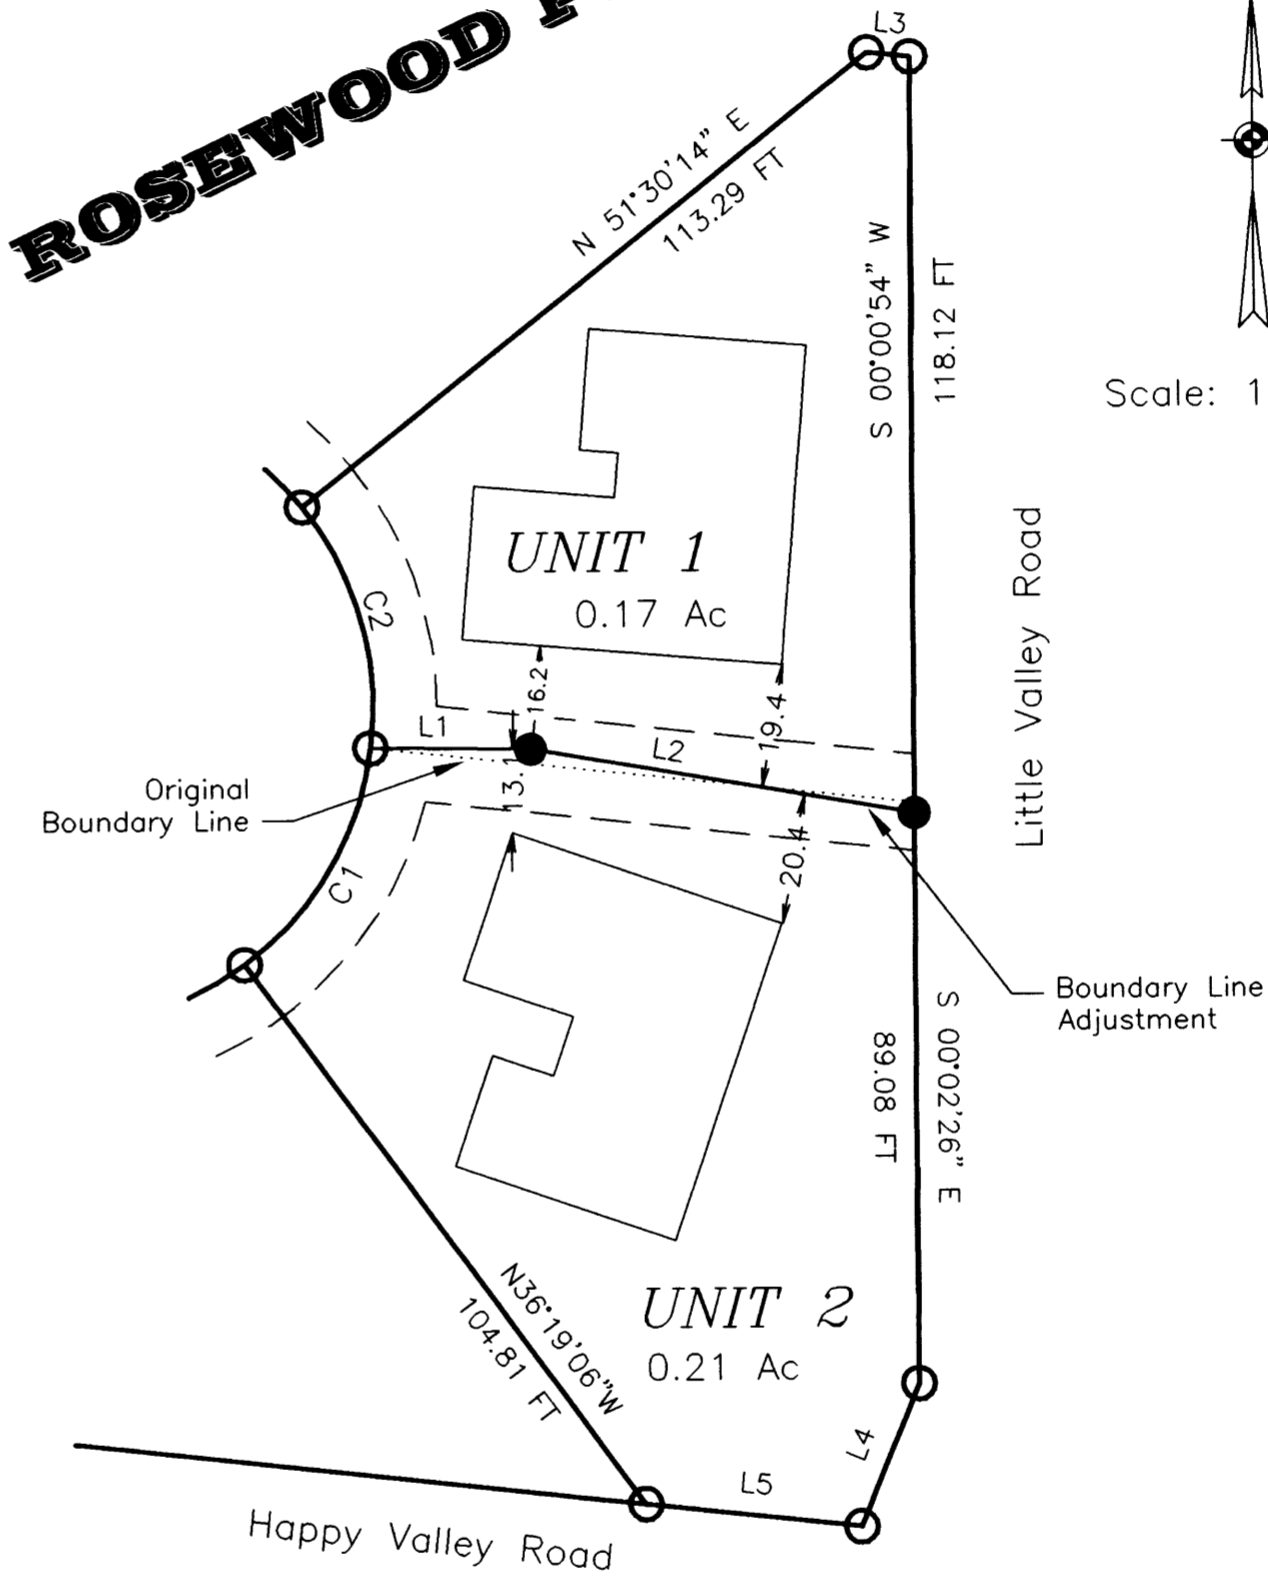 ROSEWOOD
L3
N 51°30'14" E
113.29 FT
S 00°00'54" W
118.12 FT
Scale: 1
UNIT 1
0.17 Ac
C2
Little Valley Road
16.2
19.4
L1
L2
13.1
Original
Boundary Line
20.4
C1
Boundary Line
Adjustment
S 00°02'26" E
89.08 FT
N36°19'06"W
104.81 FT
UNIT 2
0.21 Ac
L4
L5
Happy Valley Road